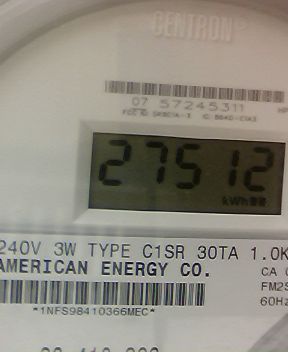 CENTRON
07 57245311
27512
kWh
240V 3W TYPE C1SR 30TA 1.0K
AMERICAN ENERGY CO.
CA
FM2S
60Hz
*1NFS98410366MEC*